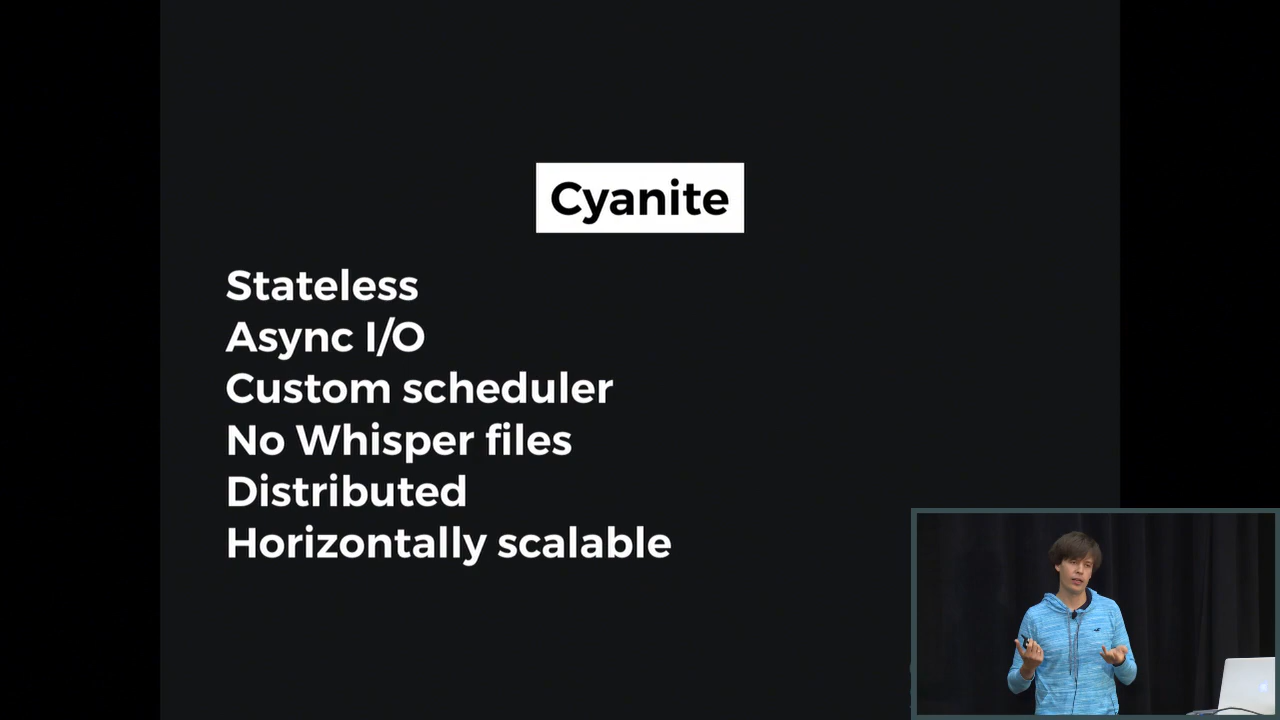 Cyanite
Stateless
Async I/O
Custom scheduler
No Whisper files
Distributed
Horizontally scalable